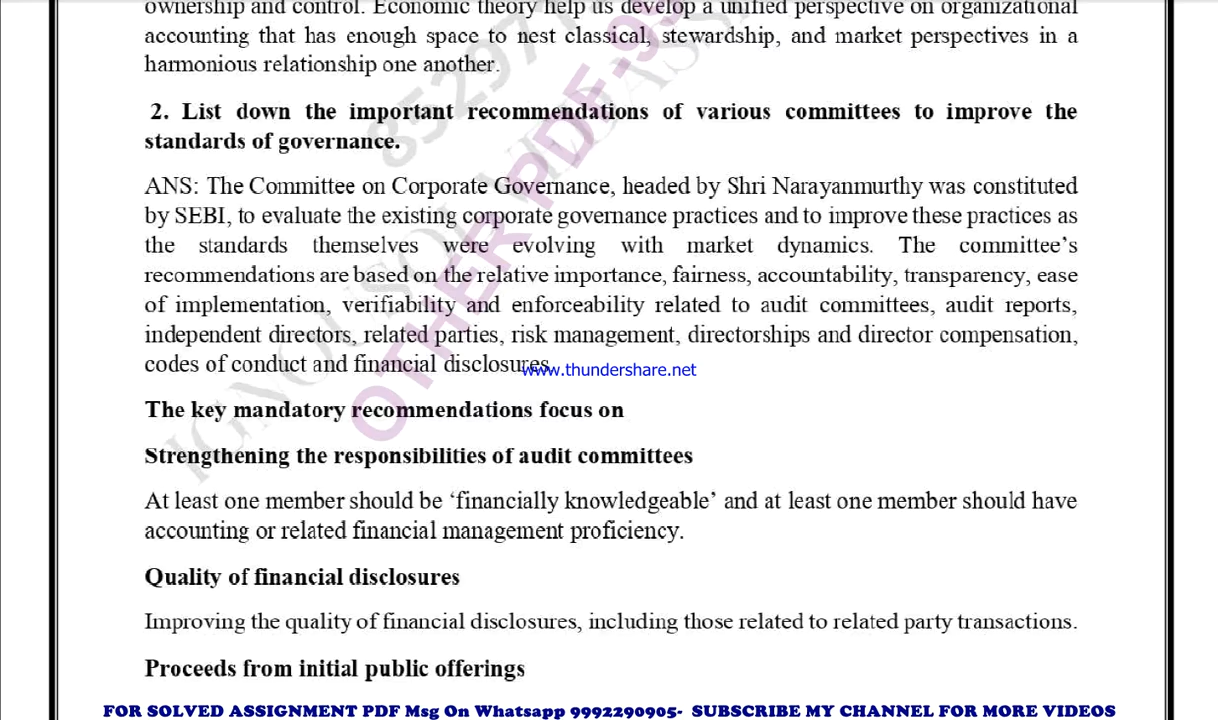 ownership and control. Economic theory help us develop a unified perspective on organizational
accounting that has enough space to nest classical, stewardship, and market perspectives in a
harmonious relationship one another.
2. List down the important recommendations of various committees to improve the
standards of governance.
ANS: The Committee on Corporate Governance, headed by Shri Narayanmurthy was constituted
by SEBI, to evaluate the existing corporate governance practices and to improve these practices as
the standards themselves were evolving with market dynamics. The committee's
recommendations are based on the relative importance, fairness, accountability, transparency, ease
of implementation, verifiability and enforceability related to audit committees, audit reports,
independent directors, related parties, risk management, directorships and director compensation,
codes of conduct and financial disclosures.
www.thundershare.net
The key mandatory recommendations focus on
Strengthening the responsibilities of audit committees
At least one member should be ‘financially knowledgeable’ and at least one member should have
accounting or related financial management proficiency.
Quality of financial disclosures
Improving the quality of financial disclosures, including those related to related party transactions.
Proceeds from initial public offerings
FOR SOLVED ASSIGNMENT PDF Msg On Whatsapp 9992290905- SUBSCRIBE MY CHANNEL FOR MORE VIDEOS
OTHER PDF-99